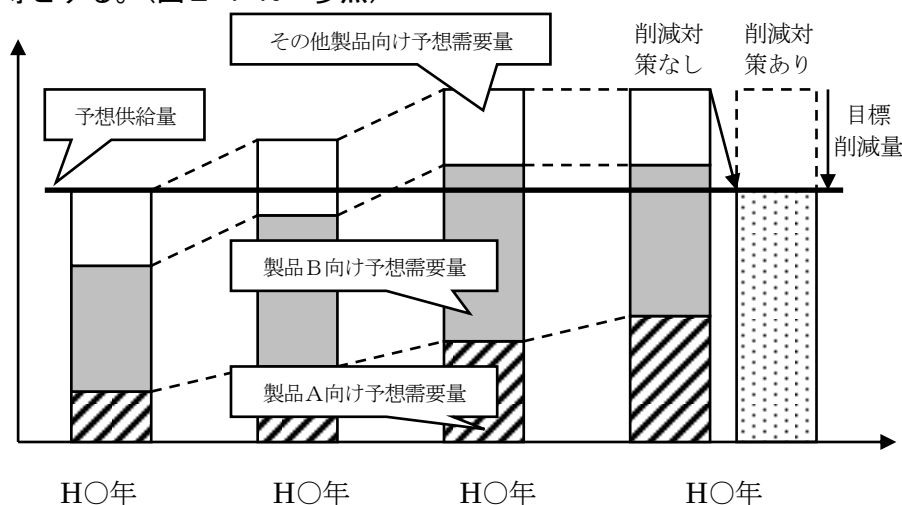 その他製品向け予想需要量
削減対
策なし
削減対
策あり
予想供給量
目標
削減量
製品B向け予想需要量
製品A向け予想需要量
H○年
H○年
H○年
H○年